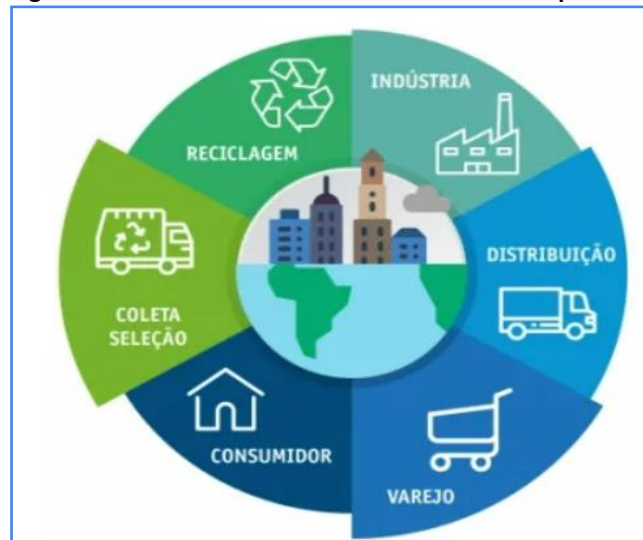 INDÚSTRIA
DISTRIBUIÇÃO
VAREJO
CONSUMIDOR
COLETA
SELEÇÃO
RECICLAGEM